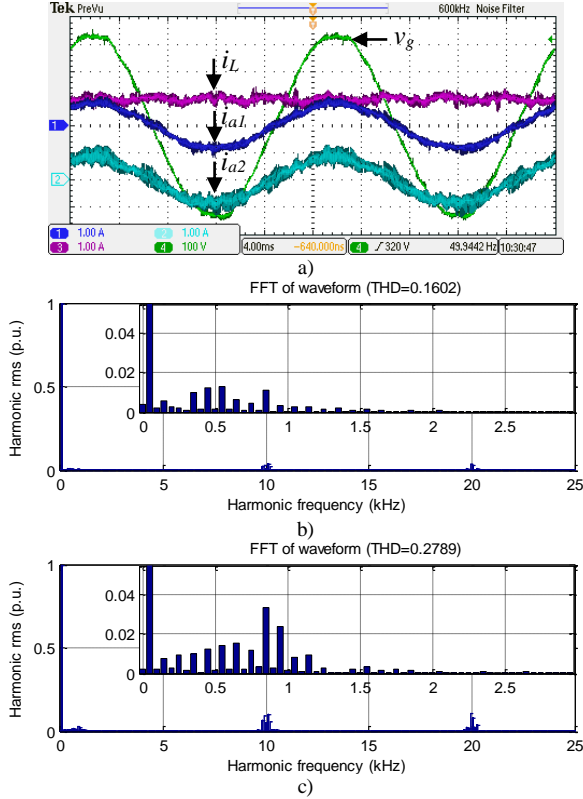 Tek PreVu 600kHz Noise Filter
v_g
i_L
i_a1
i_a2
1
2
1 1.00 A 2 1.00 A
3 1.00 A 4 100 V
4.00ms -640.000ns 4 320 V 43.9442 Hz 10:30:47
a)
FFT of waveform (THD=0.1602)
Harmonic rms (p.u.)
1
0.5
0
0.04
0.02
0
0 0.5 1 1.5 2 2.5
0 5 10 15 20 25
Harmonic frequency (kHz)
b)
FFT of waveform (THD=0.2789)
Harmonic rms (p.u.)
1
0.5
0
0.04
0.02
0
0 0.5 1 1.5 2 2.5
0 5 10 15 20 25
Harmonic frequency (kHz)
c)